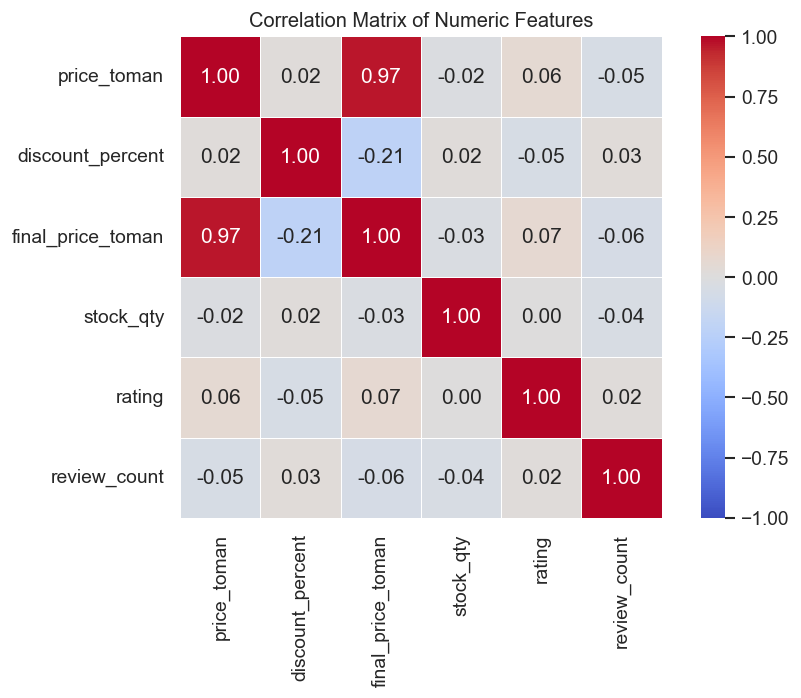 Correlation Matrix of Numeric Features
price_toman 1.00 0.02 0.97 -0.02 0.06 -0.05
discount_percent 0.02 1.00 -0.21 0.02 -0.05 0.03
final_price_toman 0.97 -0.21 1.00 -0.03 0.07 -0.06
stock_qty -0.02 0.02 -0.03 1.00 0.00 -0.04
rating 0.06 -0.05 0.07 0.00 1.00 0.02
review_count -0.05 0.03 -0.06 -0.04 0.02 1.00
price_toman
discount_percent
final_price_toman
stock_qty
rating
review_count
1.00
0.75
0.50
0.25
0.00
−0.25
−0.50
−0.75
−1.00